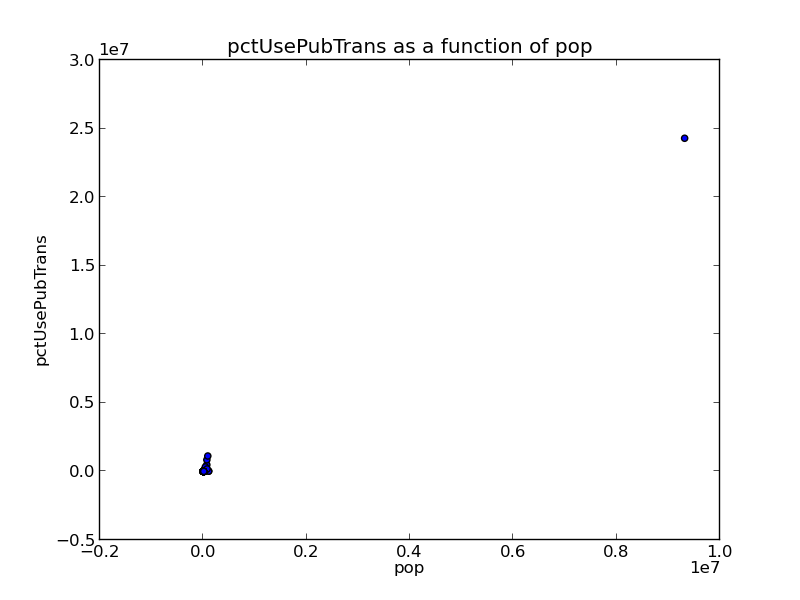 pctUsePubTrans as a function of pop
1e7
3.0
2.5
2.0
1.5
1.0
0.5
0.0
−0.5
pctUsePubTrans
−0.2 0.0 0.2 0.4 0.6 0.8 1.0
pop
1e7